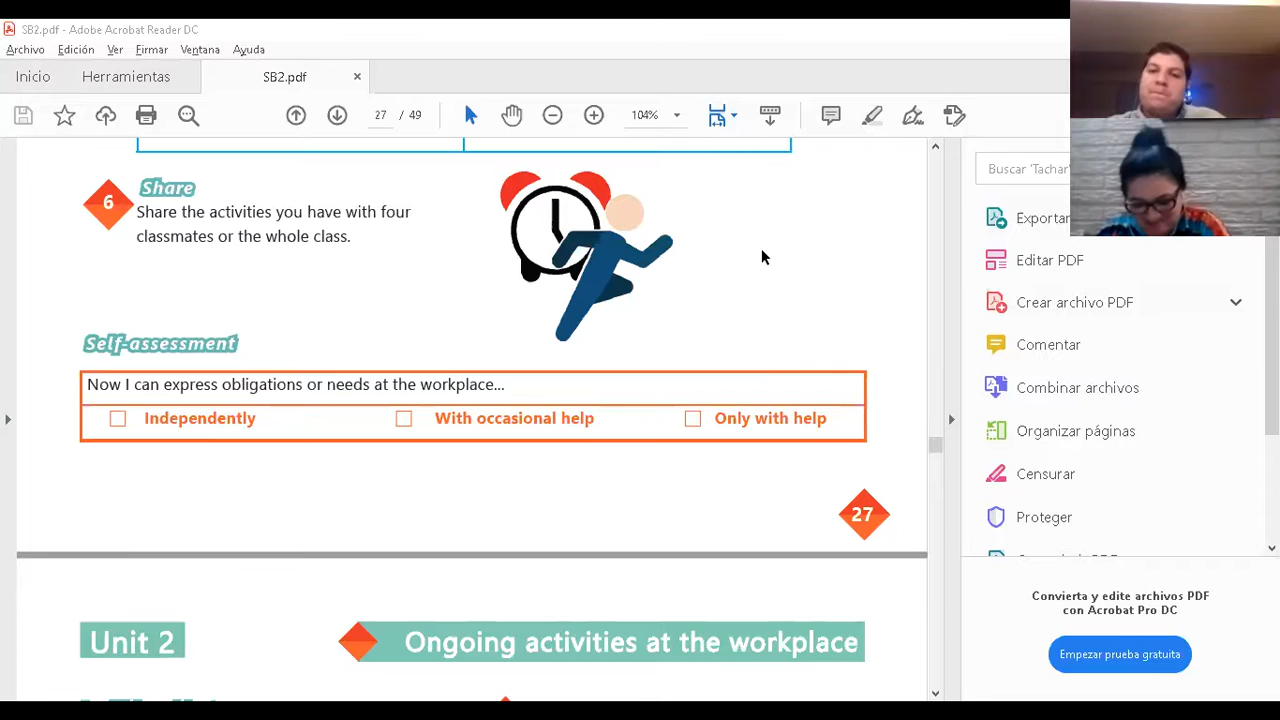 SB2.pdf - Adobe Acrobat Reader DC
Archivo Edición Ver Firmar Ventana Ayuda
Inicio Herramientas SB2.pdf ×
27 / 49 104%
6 Share
Share the activities you have with four
classmates or the whole class.
Self-assessment
Now I can express obligations or needs at the workplace...
Independently With occasional help Only with help
27
Unit 2 Ongoing activities at the workplace
Buscar 'Tachar'
Exportar
Editar PDF
Crear archivo PDF
Comentar
Combinar archivos
Organizar páginas
Censurar
Proteger
Convierta y edite archivos PDF
con Acrobat Pro DC
Empezar prueba gratuita